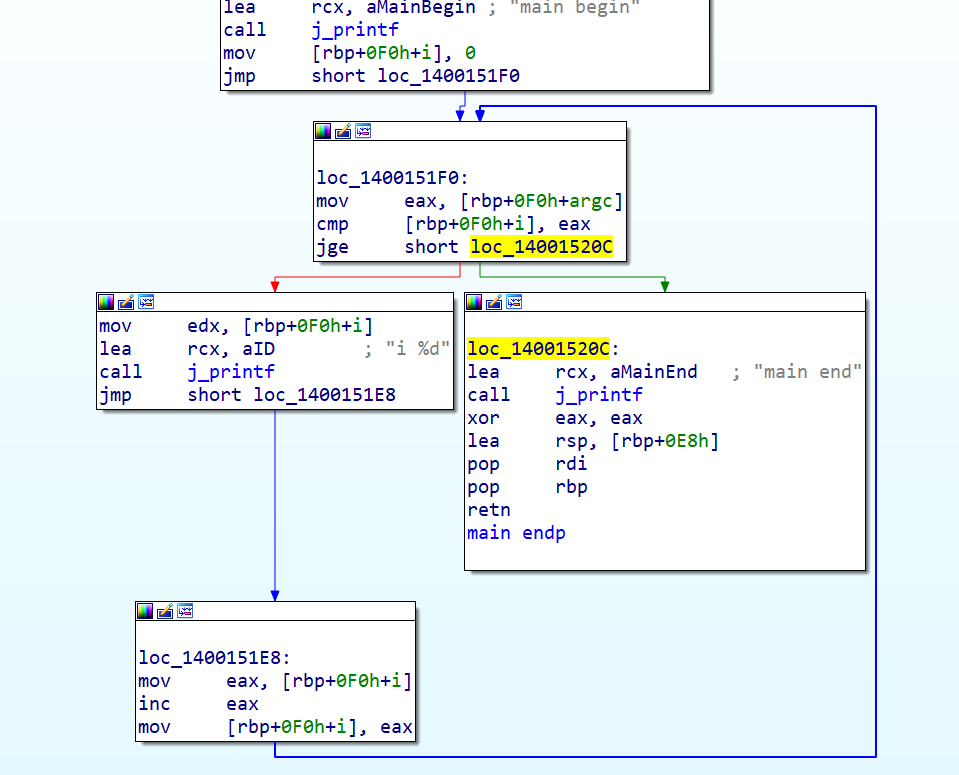 lea rcx, aMainBegin ; "main begin"
call j_printf
mov [rbp+0F0h+i], 0
jmp short loc_1400151F0
loc_1400151F0:
mov eax, [rbp+0F0h+argc]
cmp [rbp+0F0h+i], eax
jge short loc_14001520C
mov edx, [rbp+0F0h+i]
lea rcx, aID ; "i %d"
call j_printf
jmp short loc_1400151E8
loc_14001520C:
lea rcx, aMainEnd ; "main end"
call j_printf
xor eax, eax
lea rsp, [rbp+0E8h]
pop rdi
pop rbp
retn
main endp
loc_1400151E8:
mov eax, [rbp+0F0h+i]
inc eax
mov [rbp+0F0h+i], eax